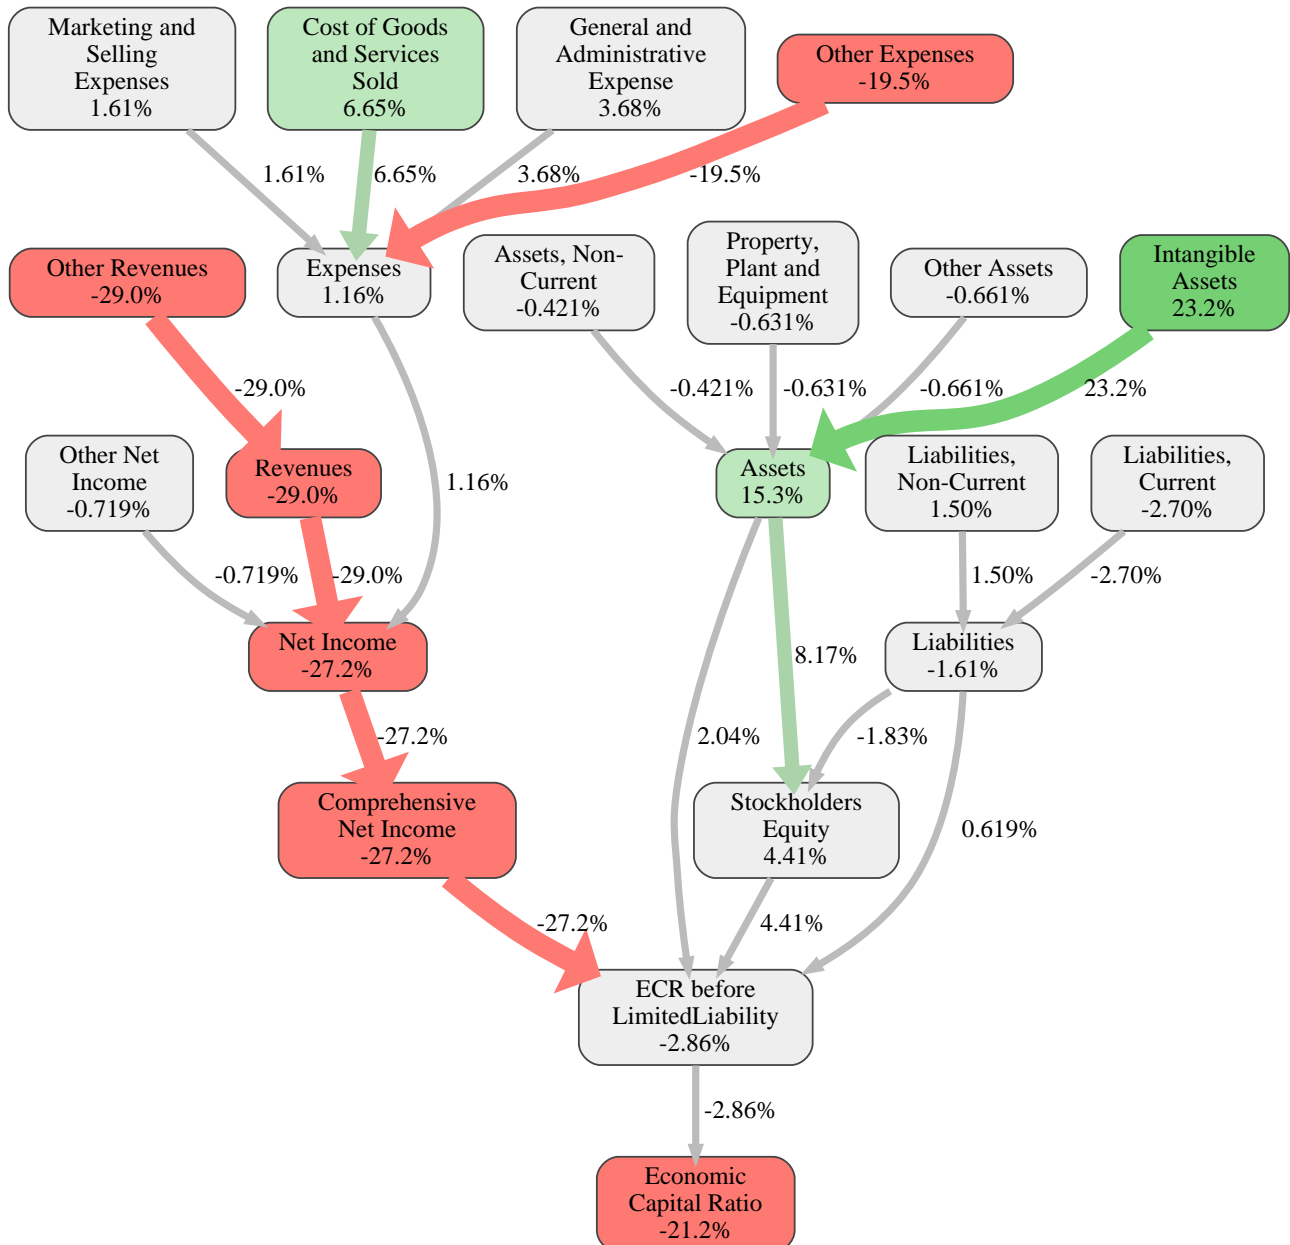 Marketing and
Selling
Expenses
1.61%
Cost of Goods
and Services
Sold
6.65%
General and
Administrative
Expense
3.68%
Other Expenses
-19.5%
1.61%
6.65%
3.68%
-19.5%
Other Revenues
-29.0%
Expenses
1.16%
Assets, Non-
Current
-0.421%
Property,
Plant and
Equipment
-0.631%
Other Assets
-0.661%
Intangible
Assets
23.2%
-29.0%
-0.421%
-0.631%
-0.661%
23.2%
Other Net
Income
-0.719%
Revenues
-29.0%
1.16%
Assets
15.3%
Liabilities,
Non-Current
1.50%
Liabilities,
Current
-2.70%
-0.719%
-29.0%
1.50%
-2.70%
Net Income
-27.2%
8.17%
Liabilities
-1.61%
-27.2%
2.04%
-1.83%
Comprehensive
Net Income
-27.2%
Stockholders
Equity
4.41%
0.619%
-27.2%
4.41%
ECR before
LimitedLiability
-2.86%
-2.86%
Economic
Capital Ratio
-21.2%